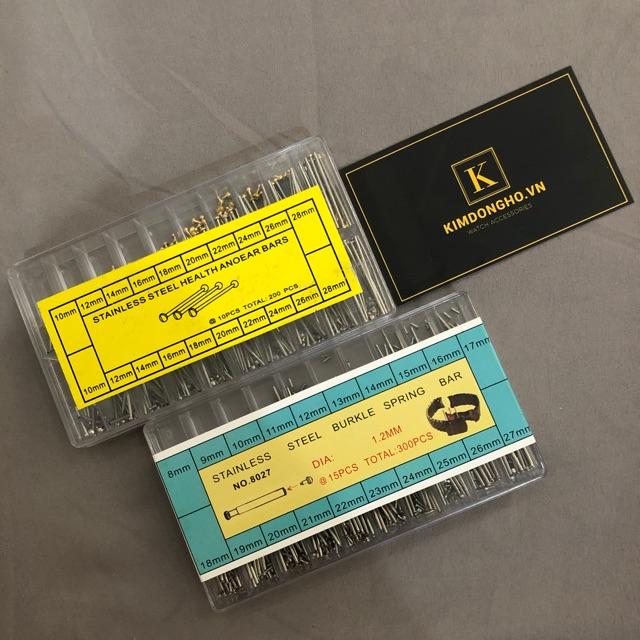 K
KIMDONGHO.VN
WATCH ACCESSORIES
10mm 12mm 14mm 16mm 18mm 20mm 22mm 24mm 26mm 28mm
STAINLESS STEEL HEALTH ANOEAR BARS
@ 10PCS TOTAL: 200 PCS
10mm 12mm 14mm 16mm 18mm 20mm 22mm 24mm 26mm 28mm
8mm 9mm 10mm 11mm 12mm 13mm 14mm 15mm 16mm 17mm
STAINLESS STEEL BURKLE SPRING BAR
NO.8027
DIA: 1.2MM
@ 15PCS TOTAL:300PCS
18mm 19mm 20mm 21mm 22mm 23mm 24mm 25mm 26mm 27mm